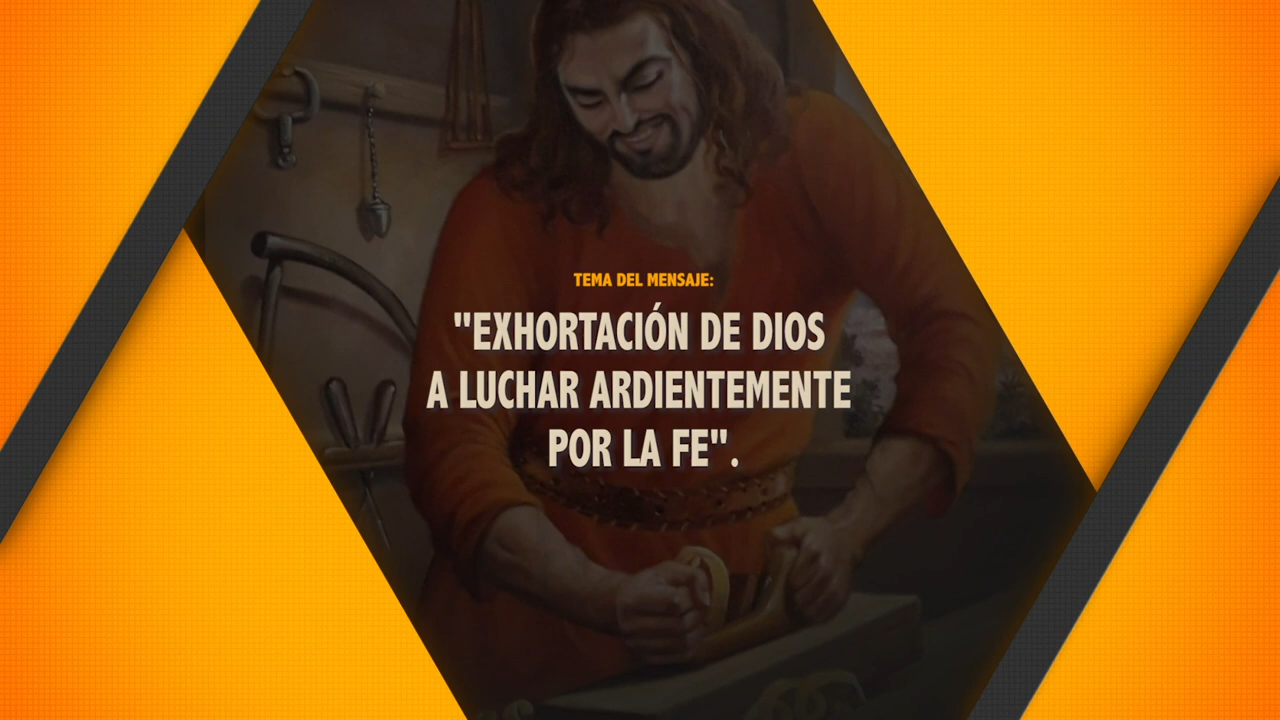 TEMA DEL MENSAJE:
"EXHORTACIÓN DE DIOS
A LUCHAR ARDIENTEMENTE
POR LA FE".